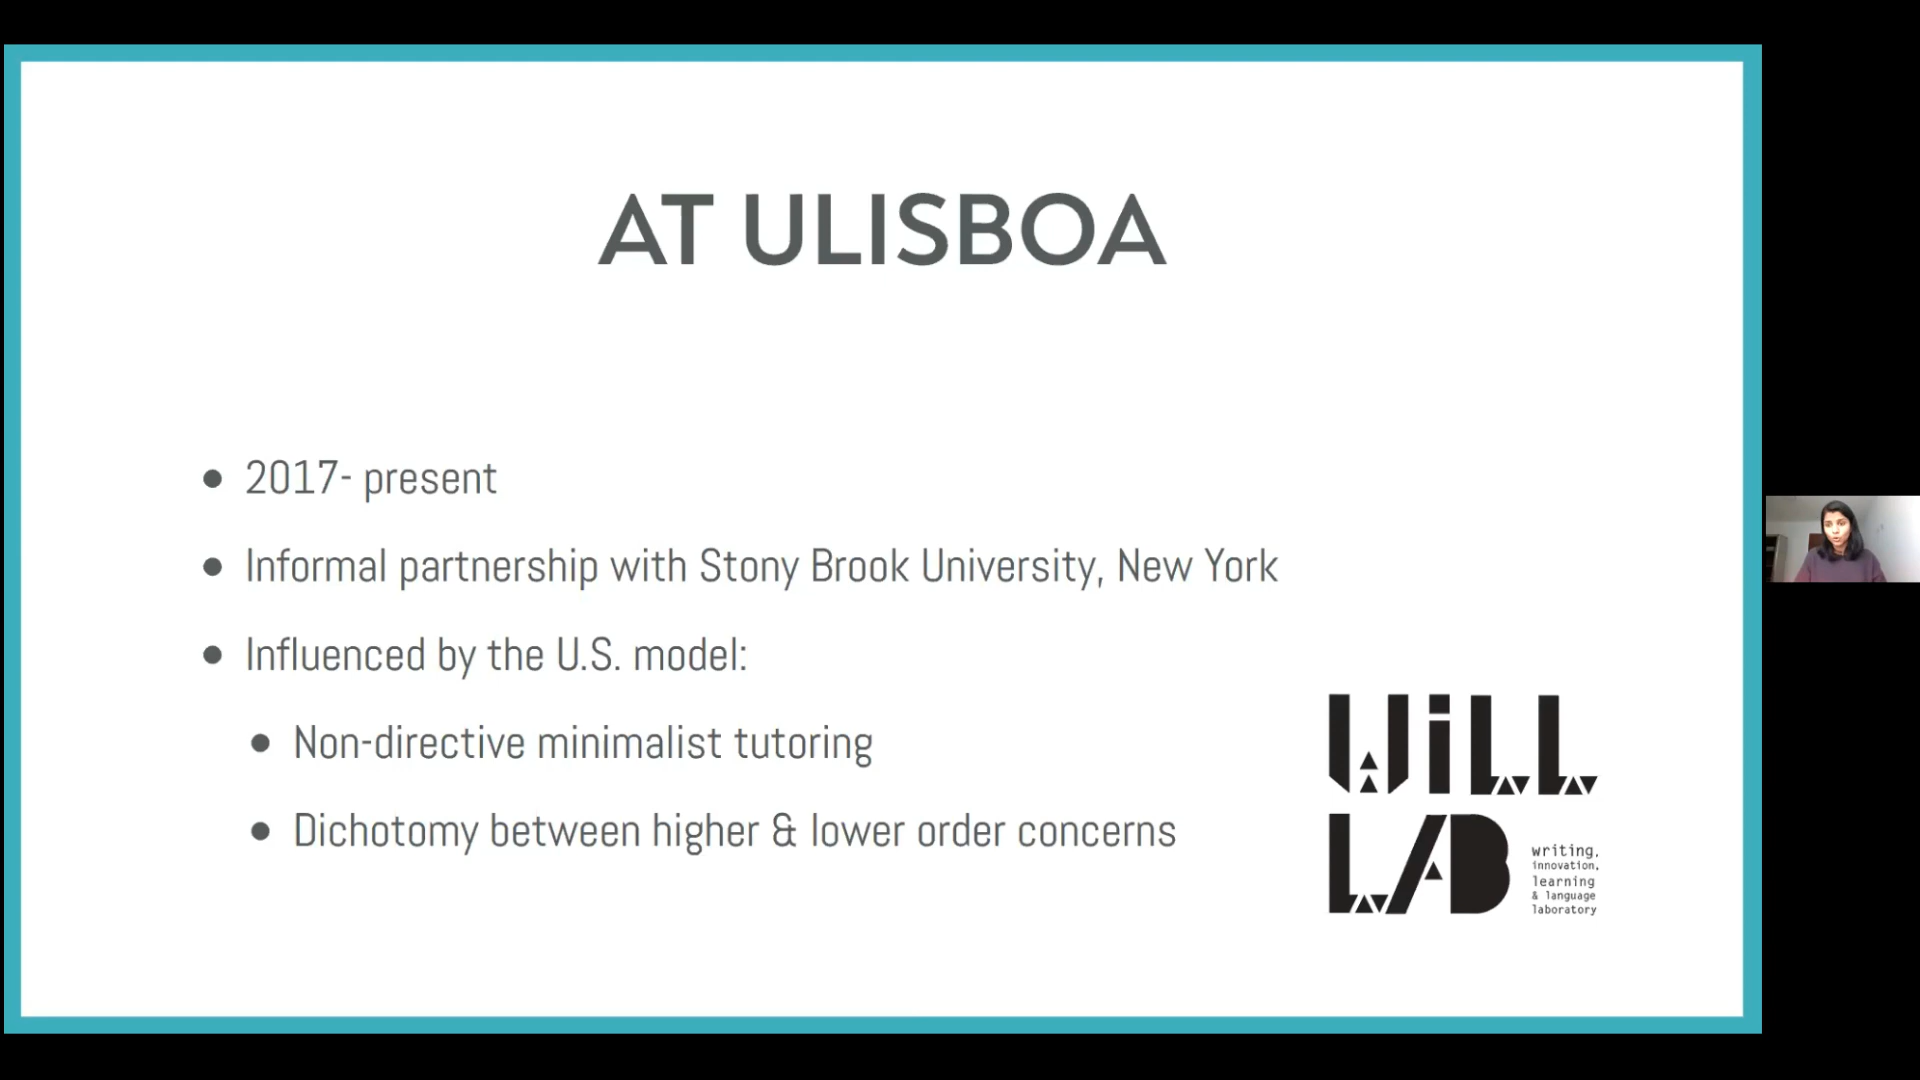 AT ULISBOA
● 2017- present
● Informal partnership with Stony Brook University, New York
● Influenced by the U.S. model:
● Non-directive minimalist tutoring
● Dichotomy between higher & lower order concerns
WiLL
LAB
writing,
innovation,
learning
& language
laboratory